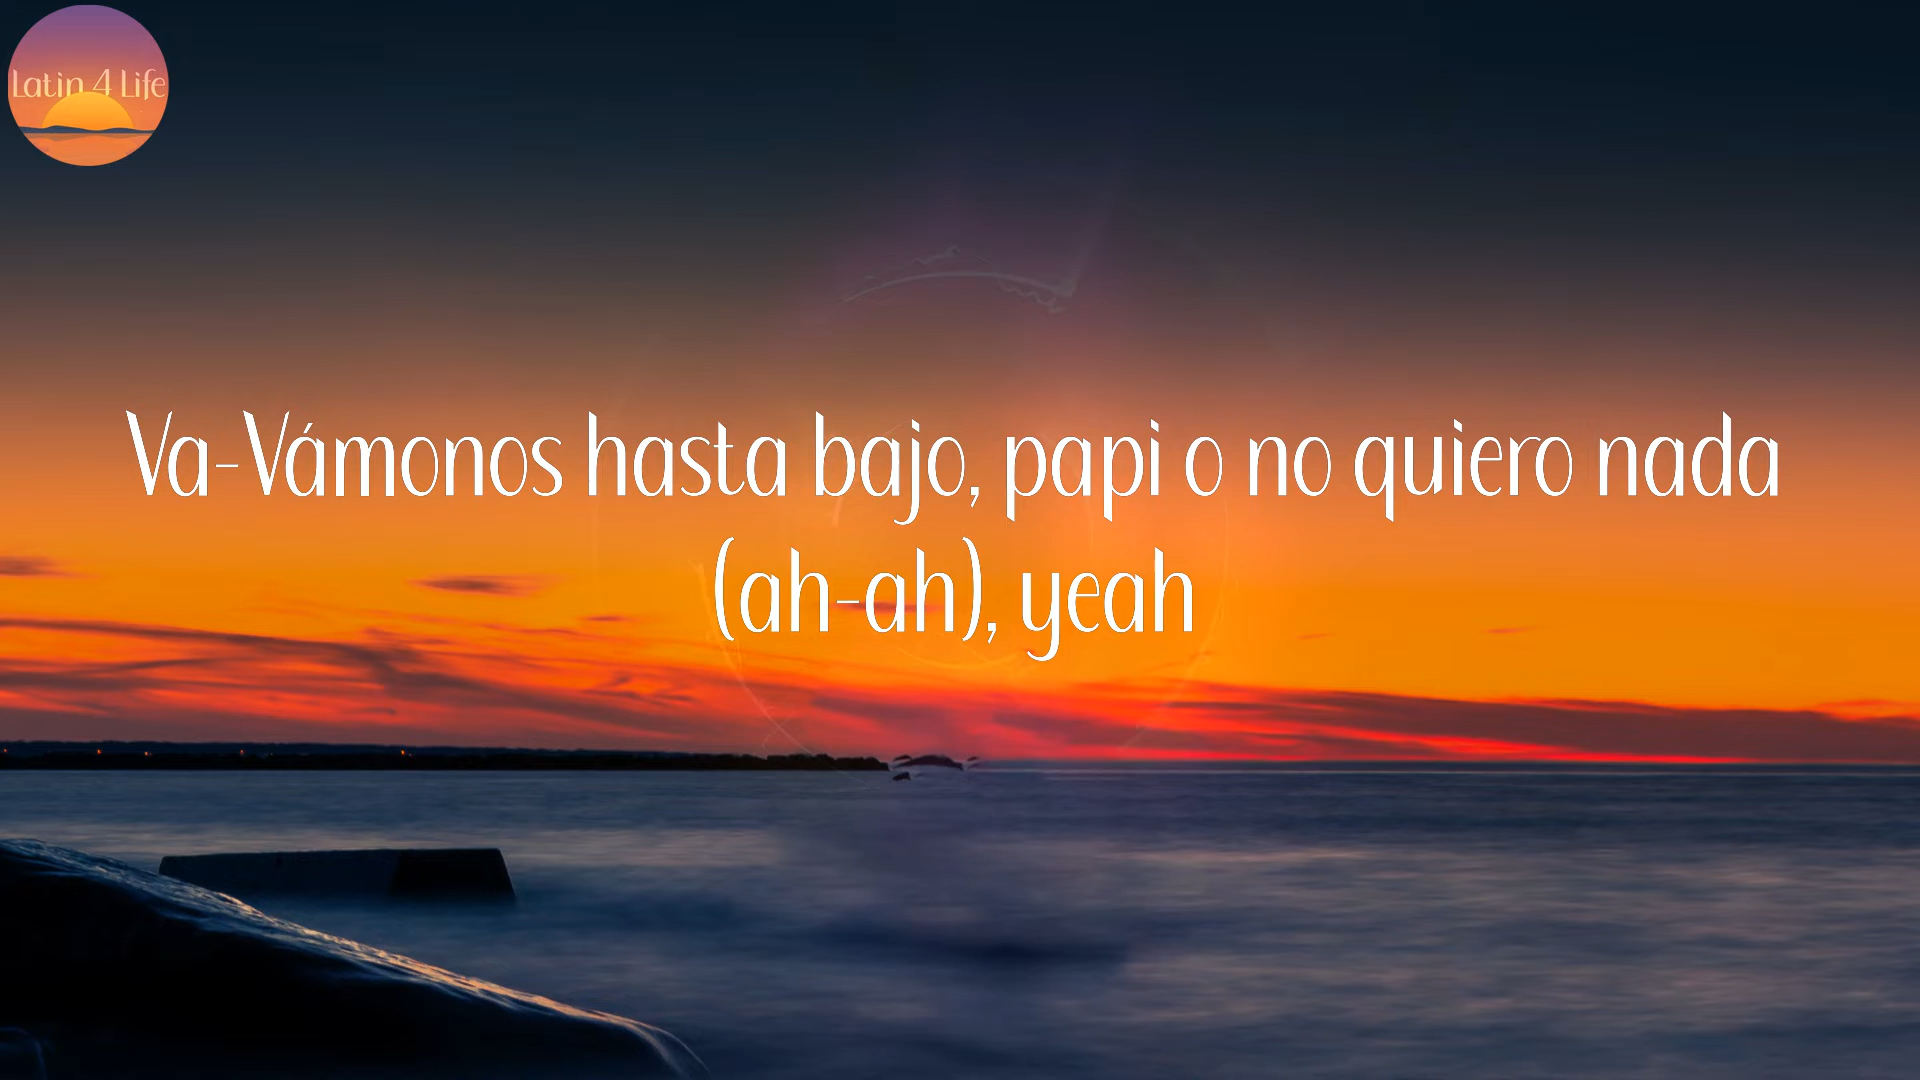 Latin 4 Life
Va-Vámonos hasta bajo, papi o no quiero nada
(ah-ah), yeah